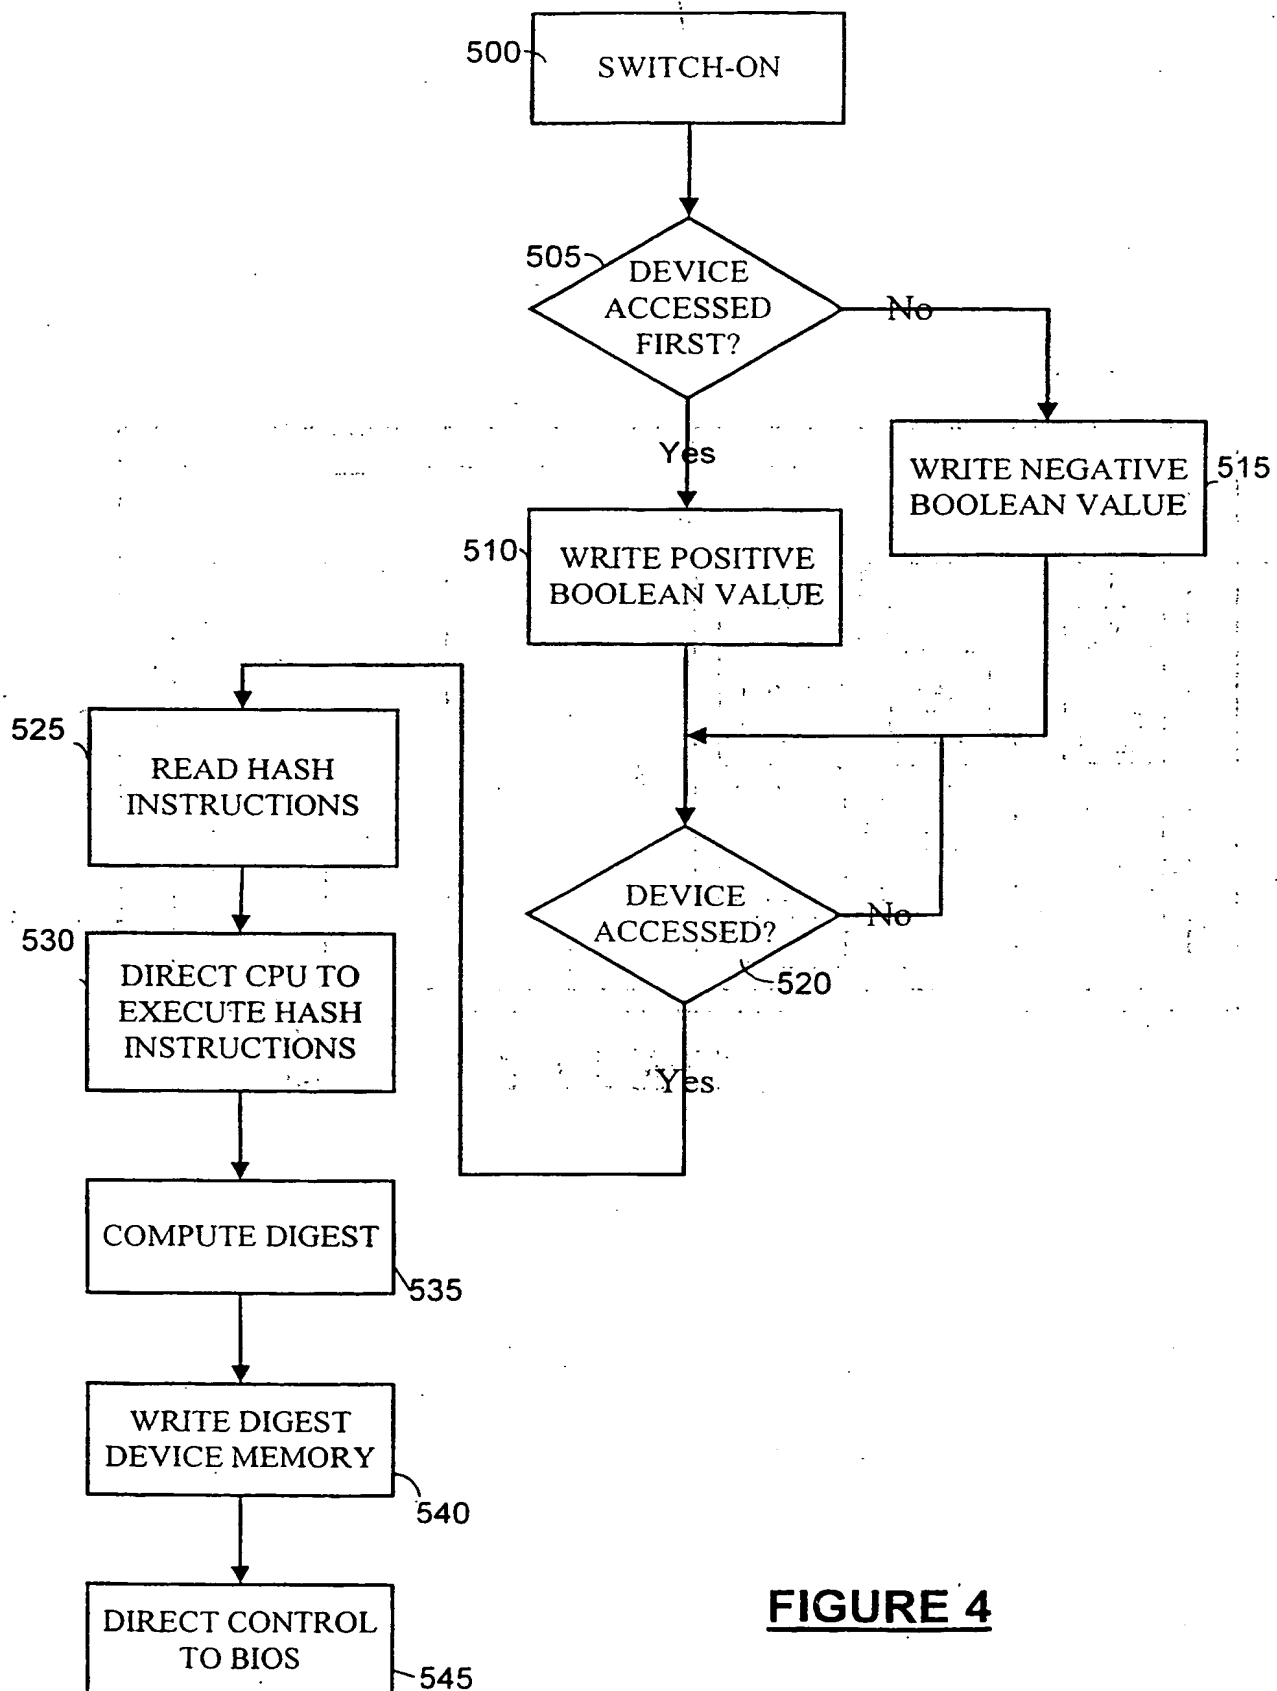 500
SWITCH-ON
505
DEVICE
ACCESSED
FIRST?
No
Yes
WRITE NEGATIVE
BOOLEAN VALUE
515
510
WRITE POSITIVE
BOOLEAN VALUE
525
READ HASH
INSTRUCTIONS
DEVICE
ACCESSED?
No
520
530
DIRECT CPU TO
EXECUTE HASH
INSTRUCTIONS
Yes
COMPUTE DIGEST
535
WRITE DIGEST
DEVICE MEMORY
540
DIRECT CONTROL
TO BIOS
545
FIGURE 4